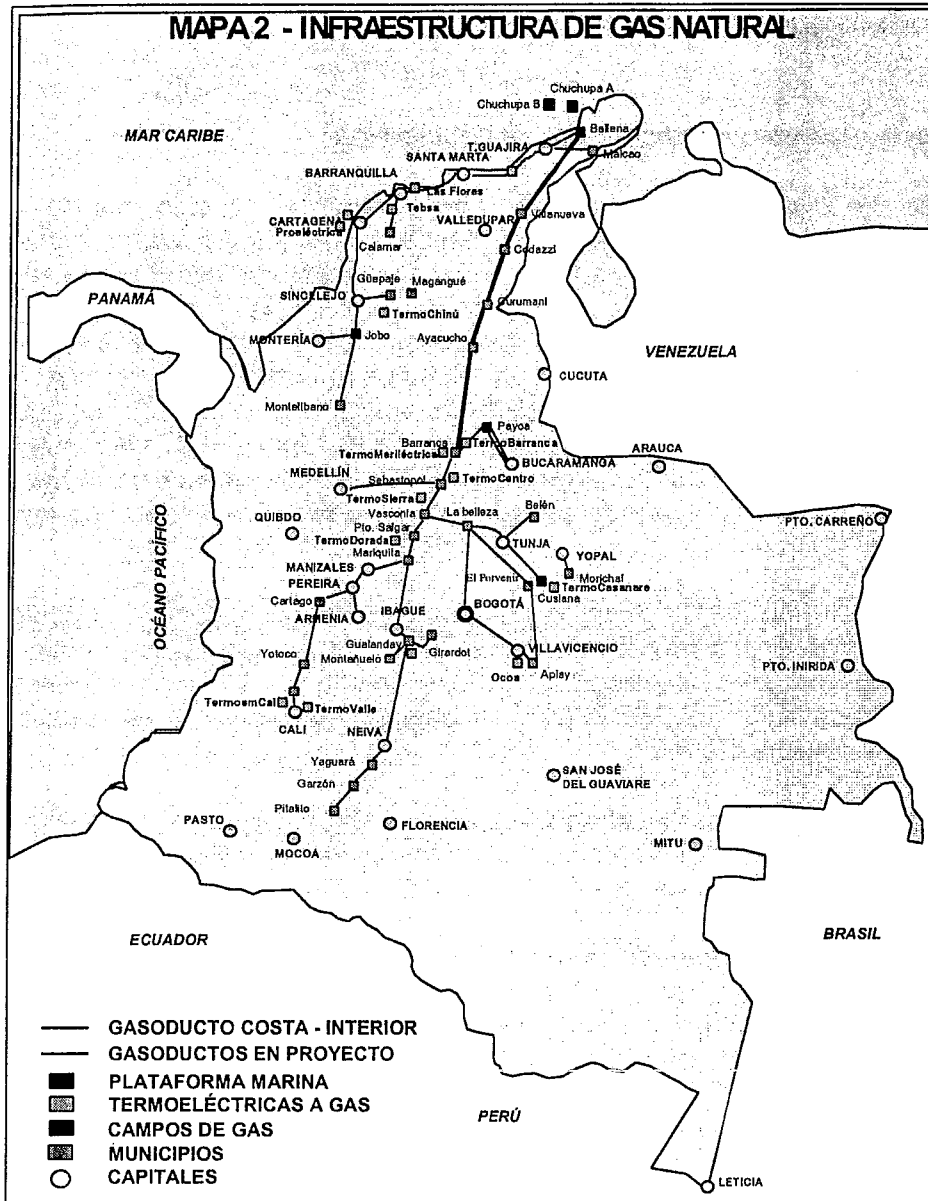 MAPA 2 - INFRAESTRUCTURA DE GAS NATURAL
Chuchupa A
Chuchupa B
MAR CARIBE
Ballena
T.GUAJIRA
Maicao
SANTA MARTA
BARRANQUILLA
Las Flores
Tebsa
CARTAGENA
Proeléctrica
VALLEDUPAR
Villanueva
Calamar
Codazzi
Güepaje
Magangué
PANAMÁ
SINCELEJO
Curumani
TermoChinú
MONTERÍA
Jobo
Ayacucho
VENEZUELA
CUCUTA
Montelibano
Payoa
Barranca
TermoBarranca
TermoMerilléctrica
BUCARAMANGA
ARAUCA
MEDELLÍN
Sebastopol
TermoCentro
TermoSierra
OCÉANO PACÍFICO
Vasconia
La belleza
Belén
PTO. CARREÑO
QUIBDO
Pto. Salgar
TermoDorada
TUNJA
YOPAL
Mariquita
MANIZALES
El Porvenir
Morichal
PEREIRA
TermoCasanare
Cusiana
Cartago
IBAGUE
BOGOTÁ
ARMENIA
Gualanday
Girardot
VILLAVICENCIO
Yotoco
Montañuelo
Ocoa
Aplay
PTO. INIRIDA
TermoemCali
TermoValle
CALI
NEIVA
Yaguará
SAN JOSÉ
DEL GUAVIARE
Garzón
Pitalito
PASTO
FLORENCIA
MOCOA
MITU
ECUADOR
BRASIL
GASODUCTO COSTA - INTERIOR
GASODUCTOS EN PROYECTO
PLATAFORMA MARINA
TERMOELÉCTRICAS A GAS
CAMPOS DE GAS
MUNICIPIOS
CAPITALES
PERÚ
LETICIA